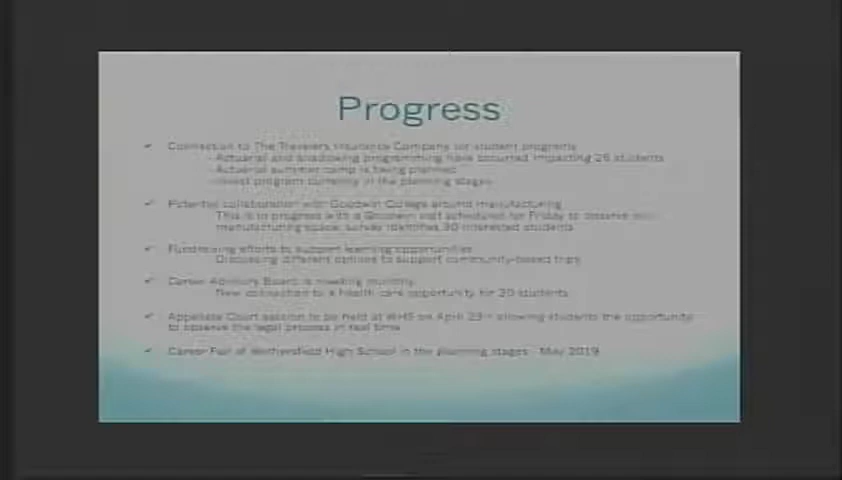 Progress
✓ Connection to The Travelers Insurance Company for student programs
-Actuarial and shadowing programming have occurred impacting 25 students
-Actuarial summer camp is being planned
-Invest program currently in the planning stages
✓ Potential collaboration with Goodwin College around manufacturing
This is in progress with a Goodwin visit scheduled for Friday to observe
manufacturing space, survey identifies 30 interested students
✓ Fundraising efforts to support learning opportunities
Discussing different options to support community-based trips
✓ Career Advisory Board is meeting monthly
New connection to a health care opportunity for 20 students
✓ Appellate Court session to be held at WHS on April 23rd allowing students the opportunity
to observe the legal process in real time
✓ Career Fair at Wethersfield High School in the planning stages - May 2019